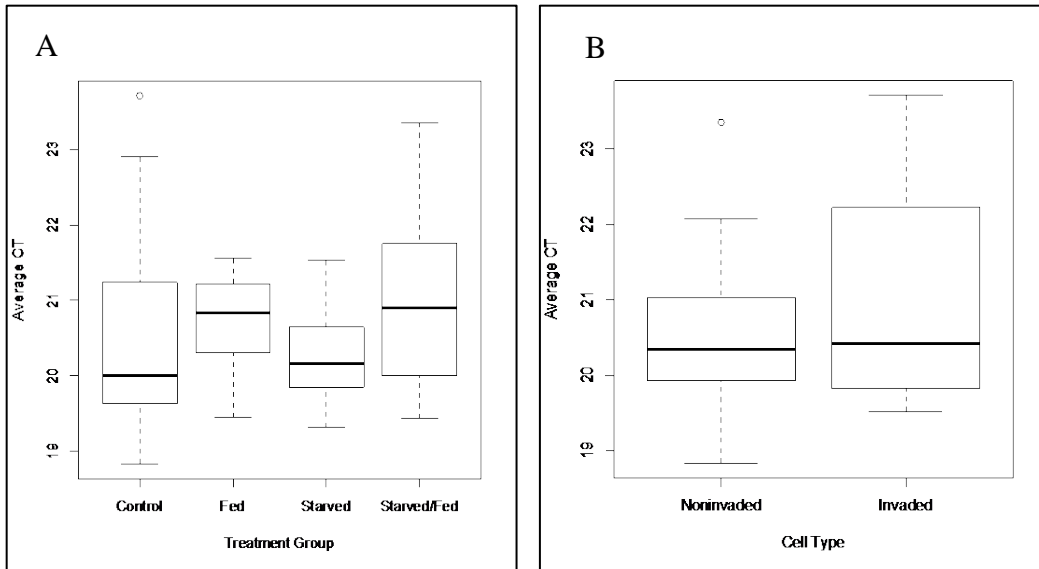 A
Average CT
23
22
21
20
19
Control Fed Starved Starved/Fed
Treatment Group
B
Average CT
23
22
21
20
19
Noninvaded Invaded
Cell Type